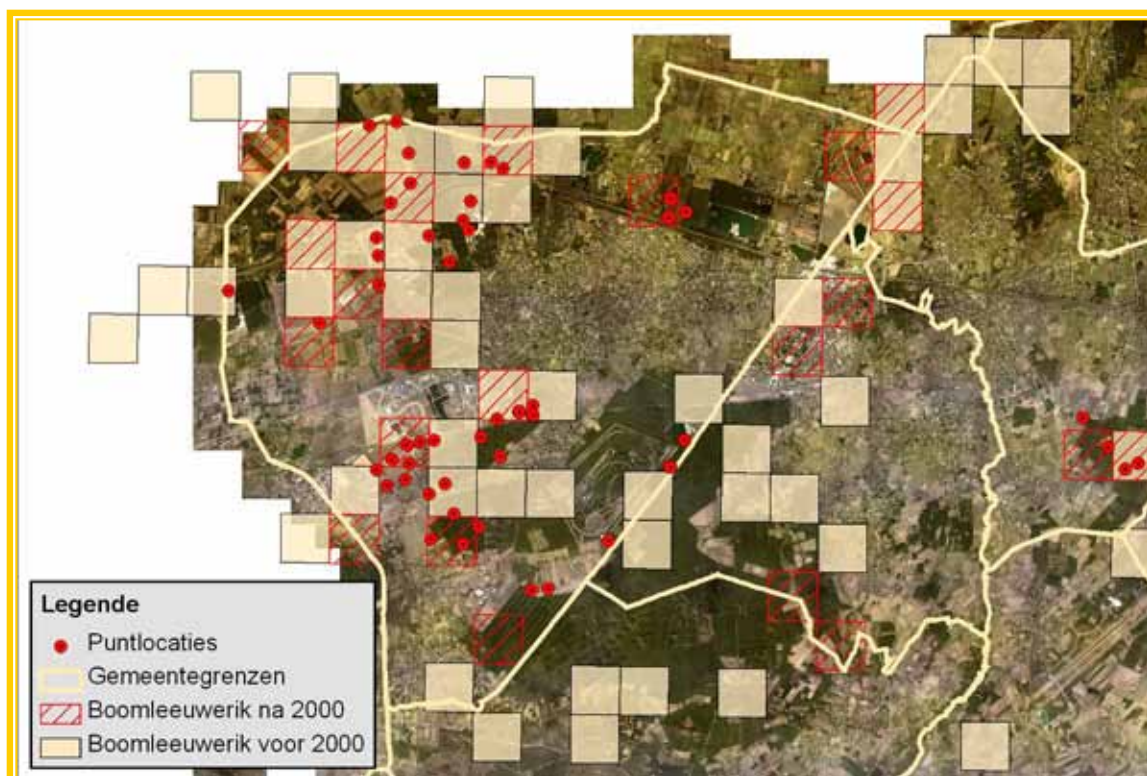 Legende
Puntlocaties
Gemeentegrenzen
Boomleeuwerik na 2000
Boomleeuwerik voor 2000